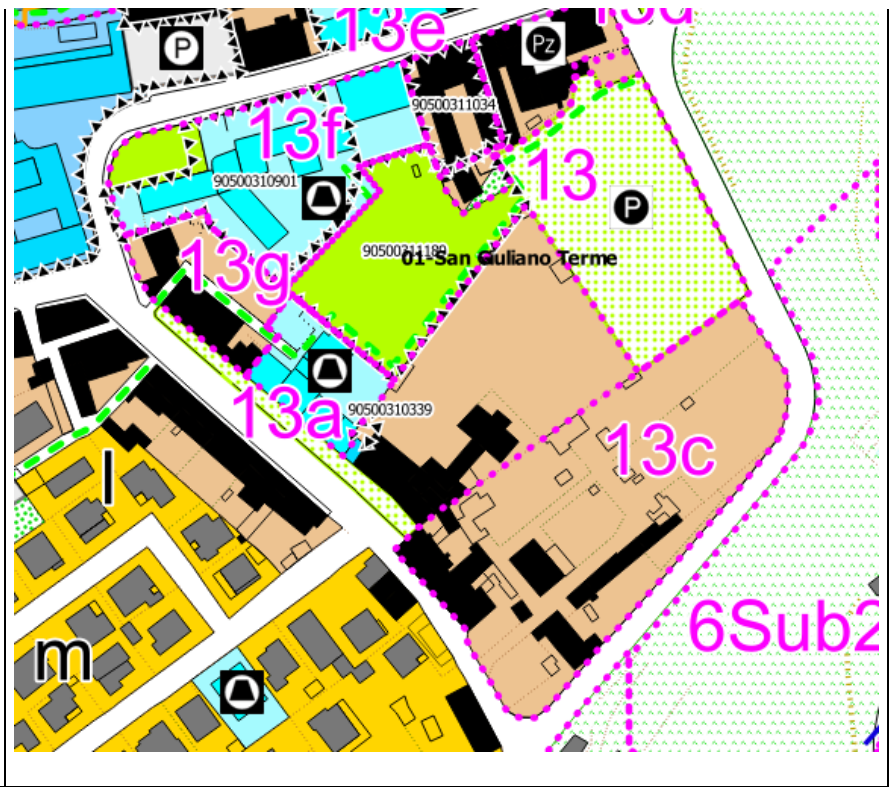 13e
13d
P
Pz
90500311034
13f
13
90500310901
P
90500311189
01-San Giuliano Terme
13g
13a
90500310339
13c
l
6Sub2
m